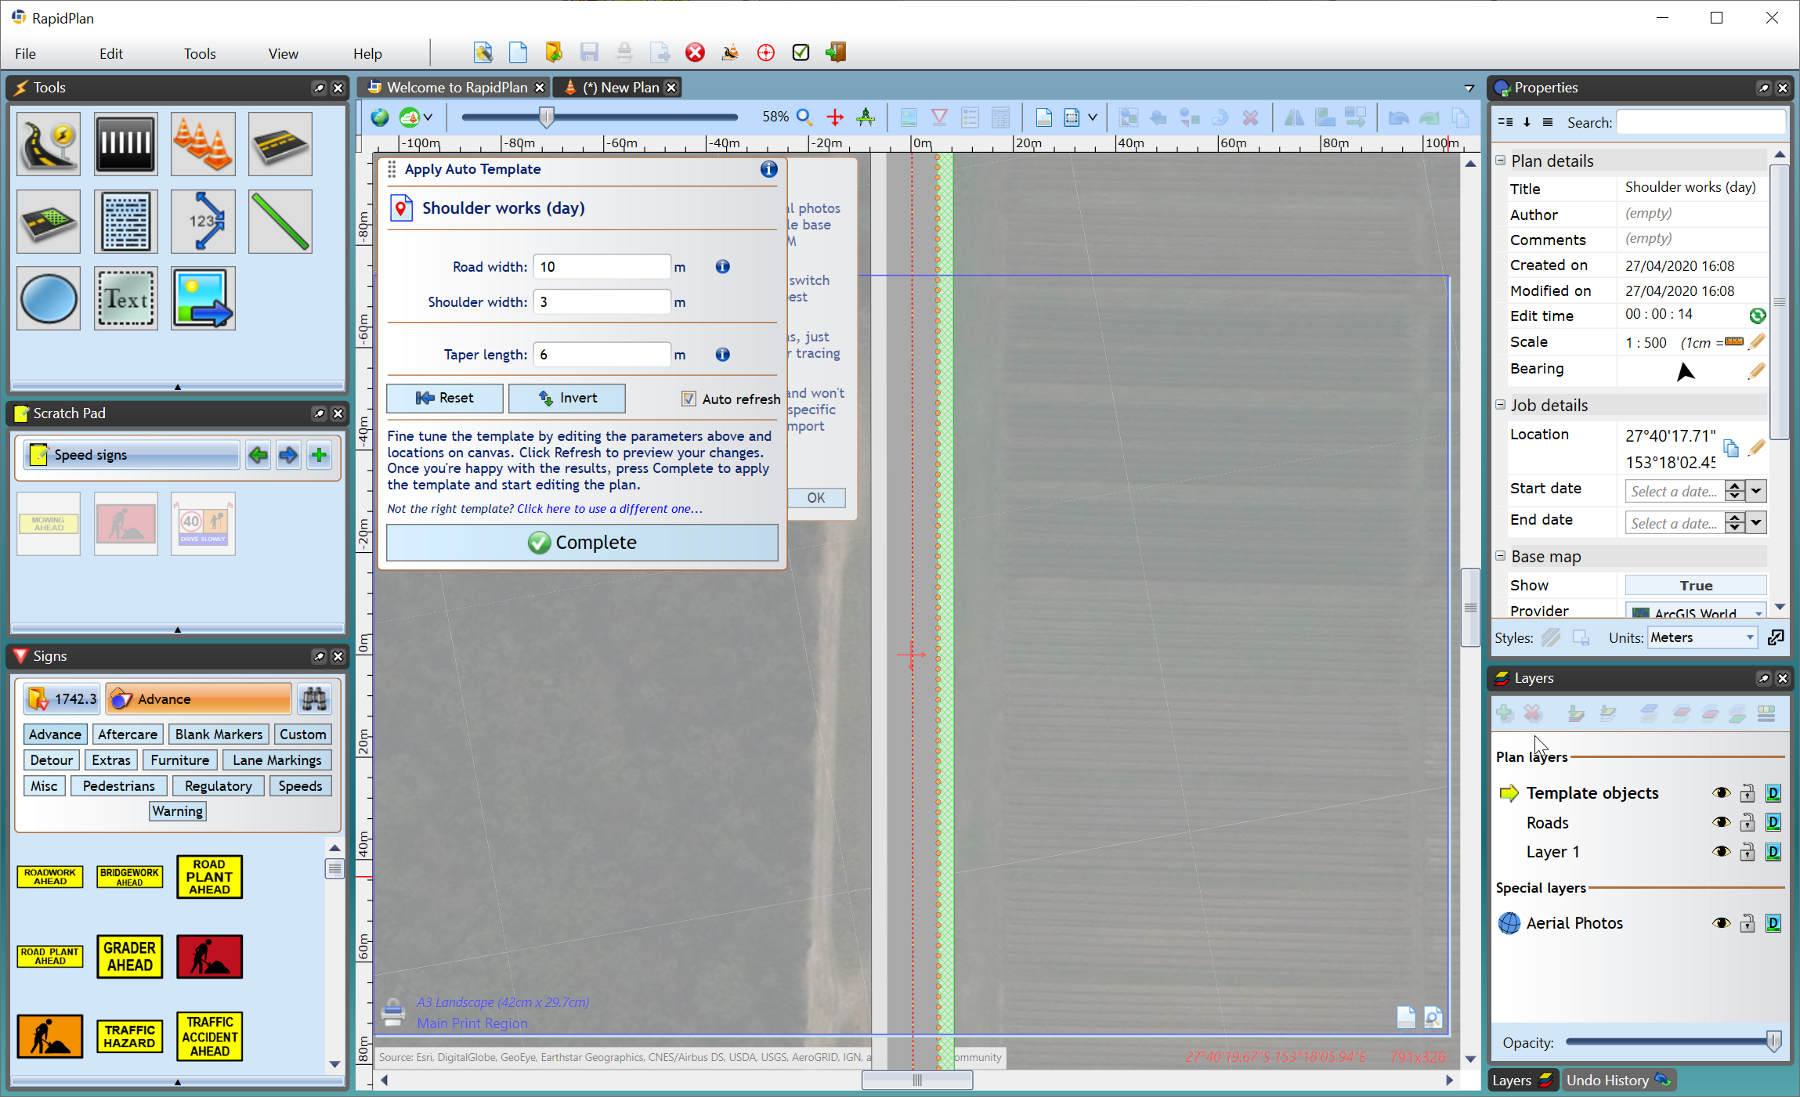 RapidPlan
File Edit Tools View Help
Tools
Text
123
Scratch Pad
Speed signs
MOWING AHEAD
40
DRIVE SLOWLY
Signs
1742.3 Advance
Advance Aftercare Blank Markers Custom
Detour Extras Furniture Lane Markings
Misc Pedestrians Regulatory Speeds
Warning
ROADWORK AHEAD
BRIDGEWORK AHEAD
ROAD PLANT AHEAD
ROAD PLANT AHEAD
GRADER AHEAD
TRAFFIC HAZARD
TRAFFIC ACCIDENT AHEAD
Welcome to RapidPlan (*) New Plan
58%
-100m -80m -60m -40m -20m 0m 20m 40m 60m 80m 100m
-80m
-60m
-40m
-20m
0m
20m
40m
60m
80m
Apply Auto Template
Shoulder works (day)
Road width: 10 m
Shoulder width: 3 m
Taper length: 6 m
Reset Invert Auto refresh
Fine tune the template by editing the parameters above and
locations on canvas. Click Refresh to preview your changes.
Once you're happy with the results, press Complete to apply
the template and start editing the plan.
Not the right template? Click here to use a different one...
Complete
photos
base
switch
just
tracing
and won't
specific
OK
A3 Landscape (42cm x 29.7cm)
Main Print Region
Source: Esri, DigitalGlobe, GeoEye, Earthstar Geographics, CNES/Airbus DS, USDA, USGS, AeroGRID, IGN, a
ommunity
27°40'19.67"S 153°18'05.94"E 791x326
Properties
Search:
Plan details
Title Shoulder works (day)
Author (empty)
Comments (empty)
Created on 27/04/2020 16:08
Modified on 27/04/2020 16:08
Edit time 00 : 00 : 14
Scale 1 : 500 (1cm =
Bearing
Job details
Location 27°40'17.71"
153°18'02.45
Start date Select a date...
End date Select a date...
Base map
Show True
Provider ArcGIS World
Styles: Units: Meters
Layers
Plan layers
Template objects D
Roads D
Layer 1 D
Special layers
Aerial Photos D
Opacity:
Layers Undo History